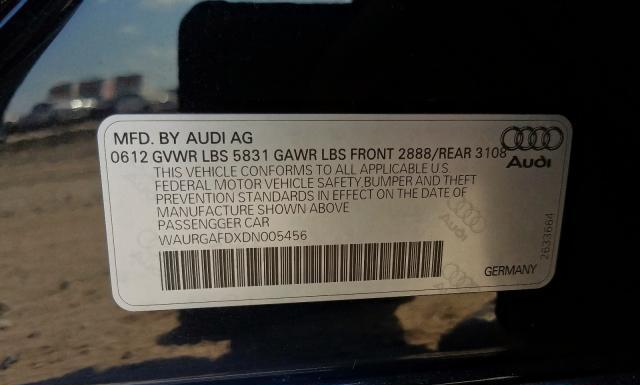 MFD. BY AUDI AG
0612 GVWR LBS 5831 GAWR LBS FRONT 2888/REAR 3108
Audi
THIS VEHICLE CONFORMS TO ALL APPLICABLE U.S
FEDERAL MOTOR VEHICLE SAFETY, BUMPER AND THEFT
PREVENTION STANDARDS IN EFFECT ON THE DATE OF
MANUFACTURE SHOWN ABOVE
PASSENGGER CAR
WAURGAFDXDN005456
2633664
GERMANY